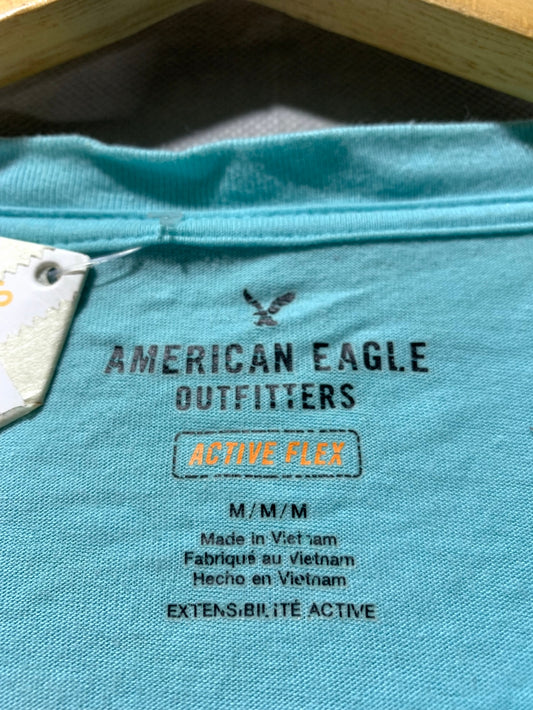 AMERICAN EAGLE
OUTFITTERS
ACTIVE FLEX
M/M/M
Made in Vietnam
Fabriqué au Vietnam
Hecho en Vietnam
EXTENSIBILITÉ ACTIVE